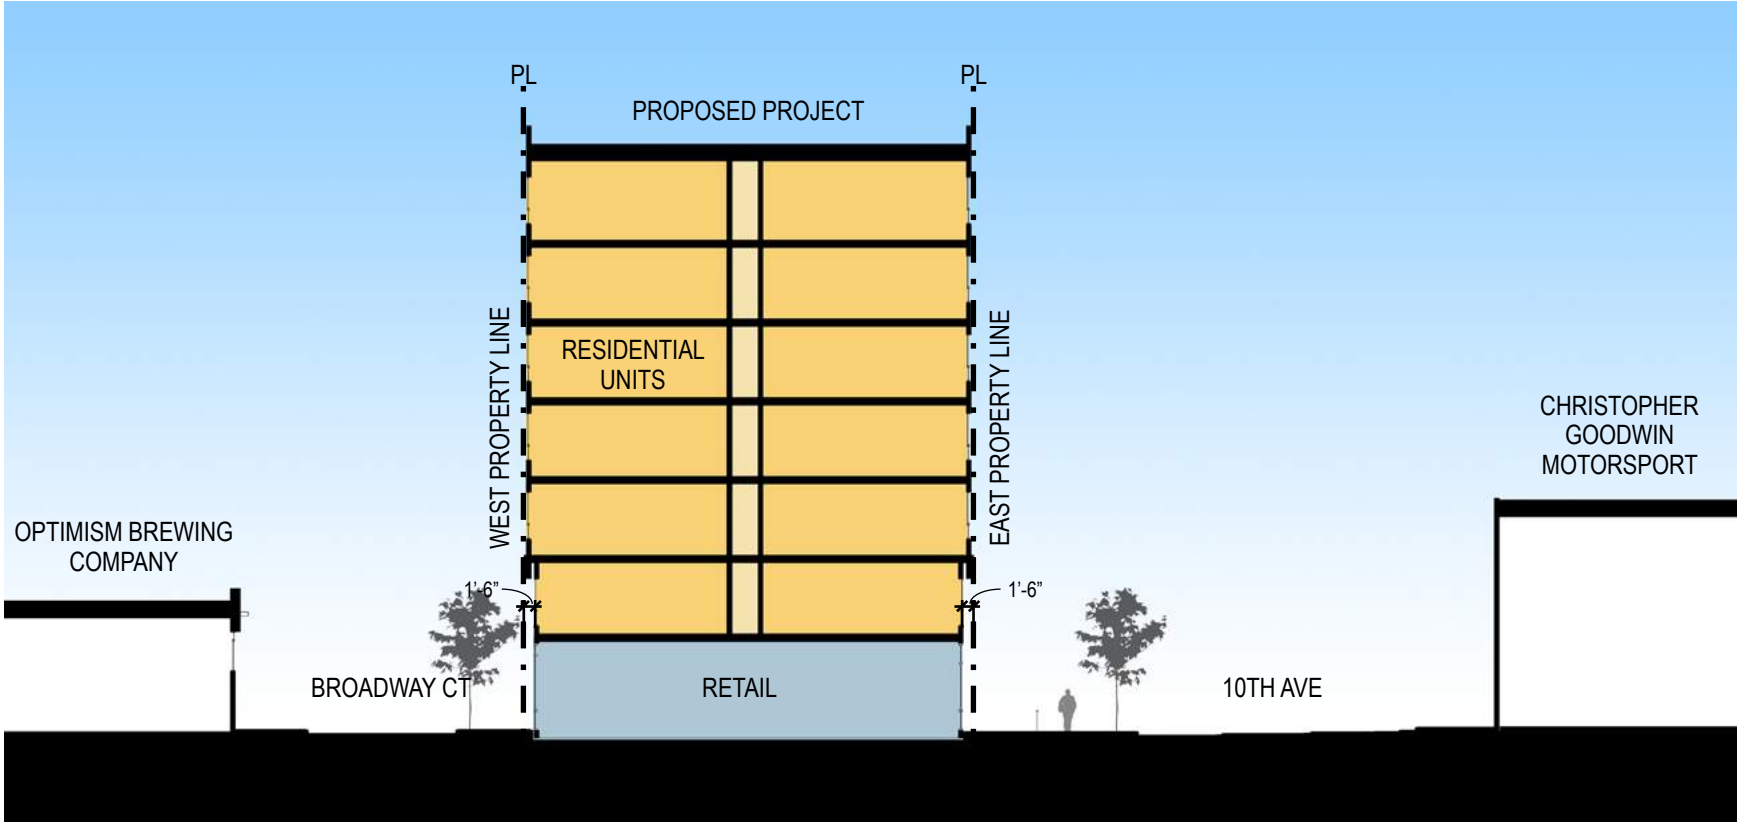 PL
PL
PROPOSED PROJECT
WEST PROPERTY LINE
RESIDENTIAL
UNITS
EAST PROPERTY LINE
CHRISTOPHER
GOODWIN
MOTORSPORT
OPTIMISM BREWING
COMPANY
1'-6"
1'-6"
BROADWAY CT
RETAIL
10TH AVE